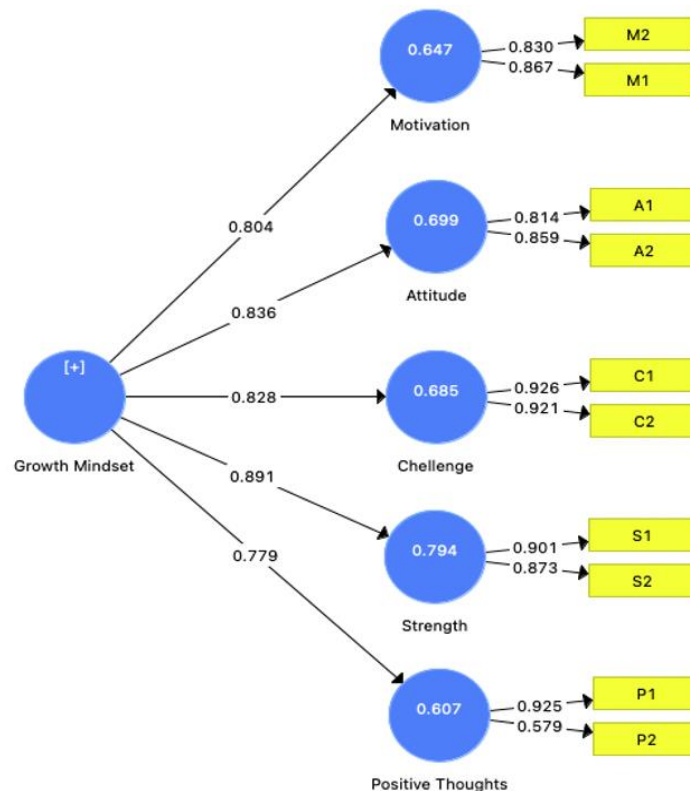 0.647
0.830
0.867
M2
M1
Motivation
0.804
0.699
0.814
0.859
A1
A2
Attitude
0.836
[+]
Growth Mindset
0.828
0.685
0.926
0.921
C1
C2
Chellenge
0.891
0.794
0.901
0.873
S1
S2
Strength
0.779
0.607
0.925
0.579
P1
P2
Positive Thoughts